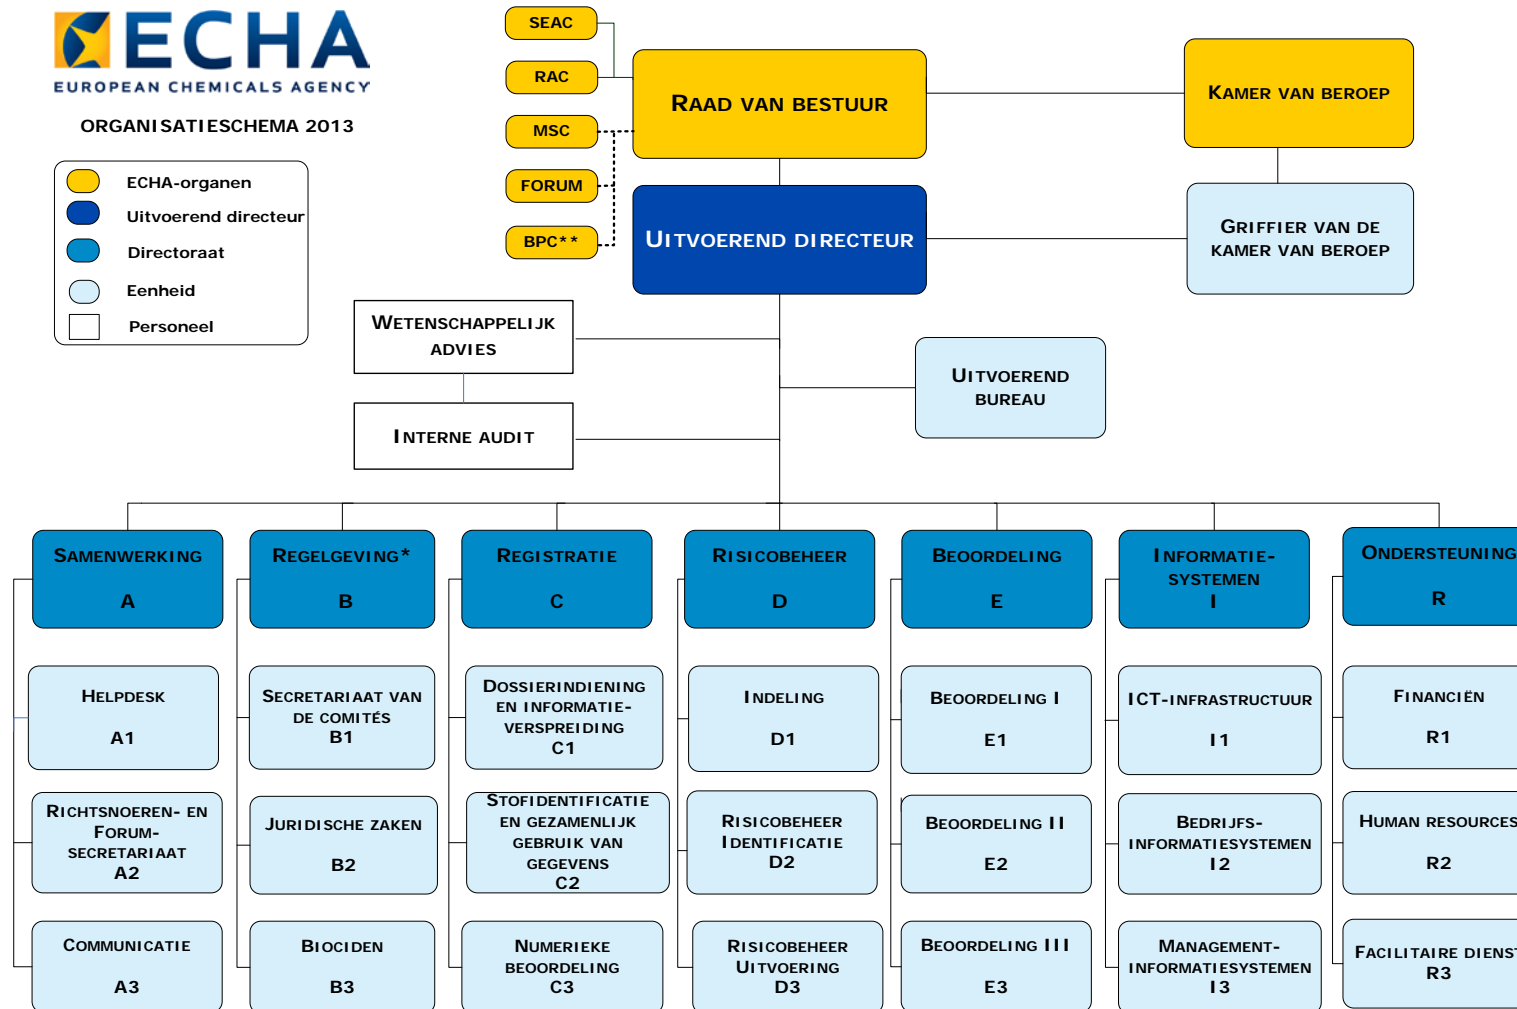 ECHA
EUROPEAN CHEMICALS AGENCY
ORGANISATIESCHEMA 2013
ECHA-organen
Uitvoerend directeur
Directoraat
Eenheid
Personeel
SEAC
RAC
MSC
FORUM
BPC**
RAAD VAN BESTUUR
KAMER VAN BEROEP
UITVOEREND DIRECTEUR
GRIFFIER VAN DE
KAMER VAN BEROEP
WETENSCHAPPELIJK
ADVIES
INTERNE AUDIT
UITVOEREND
BUREAU
SAMENWERKING
A
REGELGEVING*
B
REGISTRATIE
C
RISICOBEHEER
D
BEOORDELING
E
INFORMATIE-
SYSTEMEN
I
ONDERSTEUNING
R
HELPDESK
A1
SECRETARIAAT VAN
DE COMITÉS
B1
DOSSIERINDIENING
EN INFORMATIE-
VERSPREIDING
C1
INDELING
D1
BEOORDELING I
E1
ICT-INFRASTRUCTUUR
I1
FINANCIËN
R1
RICHTSNOEREN- EN
FORUM-
SECRETARIAAT
A2
JURIDISCHE ZAKEN
B2
STOFIDENTIFICATIE
EN GEZAMENLIJK
GEBRUIK VAN
GEGEVENS
C2
RISICOBEHEER
IDENTIFICATIE
D2
BEOORDELING II
E2
BEDRIJFS-
INFORMATIESYSTEMEN
I2
HUMAN RESOURCES
R2
COMMUNICATIE
A3
BIOCIDEN
B3
NUMERIEKE
BEOORDELING
C3
RISICOBEHEER
UITVOERING
D3
BEOORDELING III
E3
MANAGEMENT-
INFORMATIESYSTEMEN
I3
FACILITAIRE DIENST
R3